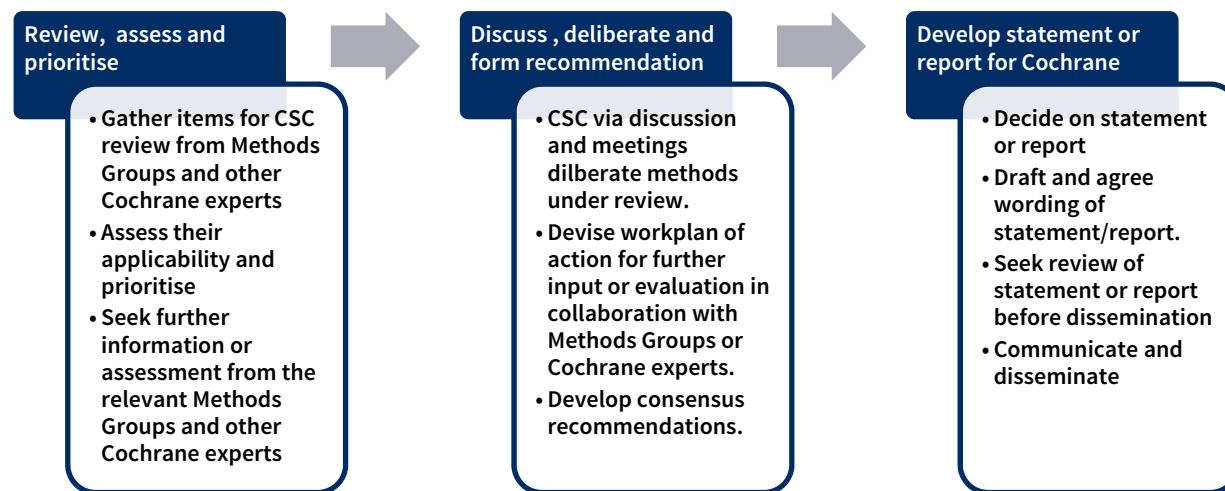 Review,  assess and
prioritise
• Gather items for CSC
review from Methods
Groups and other
Cochrane experts
• Assess their
applicability and
prioritise
• Seek further
information or
assessment from the
relevant Methods
Groups and other
Cochrane experts
Discuss , deliberate and
form recommendation
• CSC via discussion
and meetings
dilberate methods
under review.
• Devise workplan of
action for further
input or evaluation in
collaboration with
Methods Groups or
Cochrane experts.
• Develop consensus
recommendations.
Develop statement or
report for Cochrane
• Decide on statement
or report
• Draft and agree
wording of
statement/report.
• Seek review of
statement or report
before dissemination
• Communicate and
disseminate